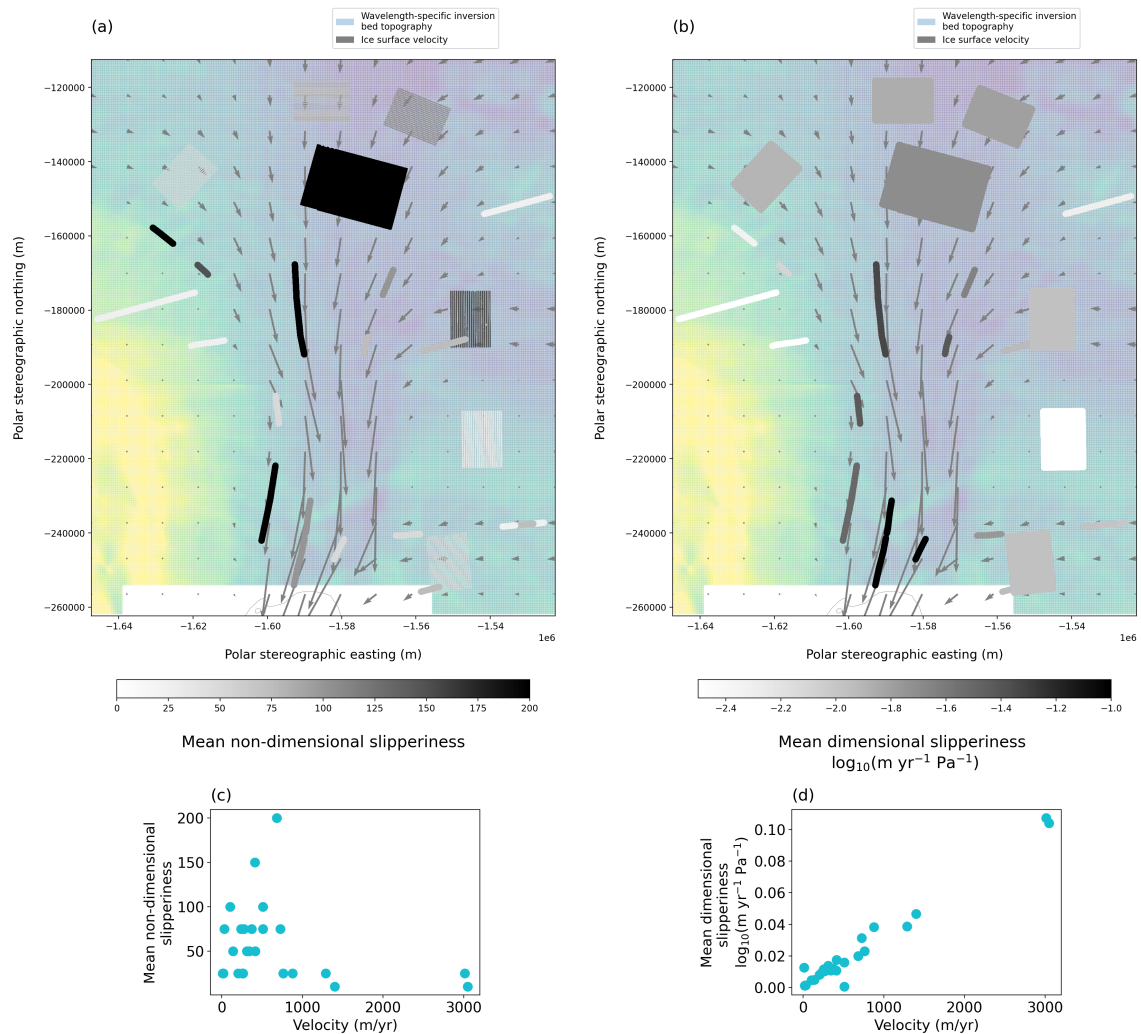 (a)
Wavelength-specific inversion
bed topography
Ice surface velocity
(b)
Wavelength-specific inversion
bed topography
Ice surface velocity
Polar stereographic northing (m)
−120000
−140000
−160000
−180000
−200000
−220000
−240000
−260000
−1.64
−1.62
−1.60
−1.58
−1.56
−1.54
1e6
Polar stereographic easting (m)
Polar stereographic northing (m)
−120000
−140000
−160000
−180000
−200000
−220000
−240000
−260000
−1.64
−1.62
−1.60
−1.58
−1.56
−1.54
1e6
Polar stereographic easting (m)
0
25
50
75
100
125
150
175
200
Mean non-dimensional slipperiness
−2.4
−2.2
−2.0
−1.8
−1.6
−1.4
−1.2
−1.0
Mean dimensional slipperiness
log₁₀(m yr⁻¹ Pa⁻¹)
(c)
Mean non-dimensional
slipperiness
200
150
100
50
0
1000
2000
3000
Velocity (m/yr)
(d)
Mean dimensional
slipperiness
log₁₀(m yr⁻¹ Pa⁻¹)
0.10
0.08
0.06
0.04
0.02
0.00
0
1000
2000
3000
Velocity (m/yr)